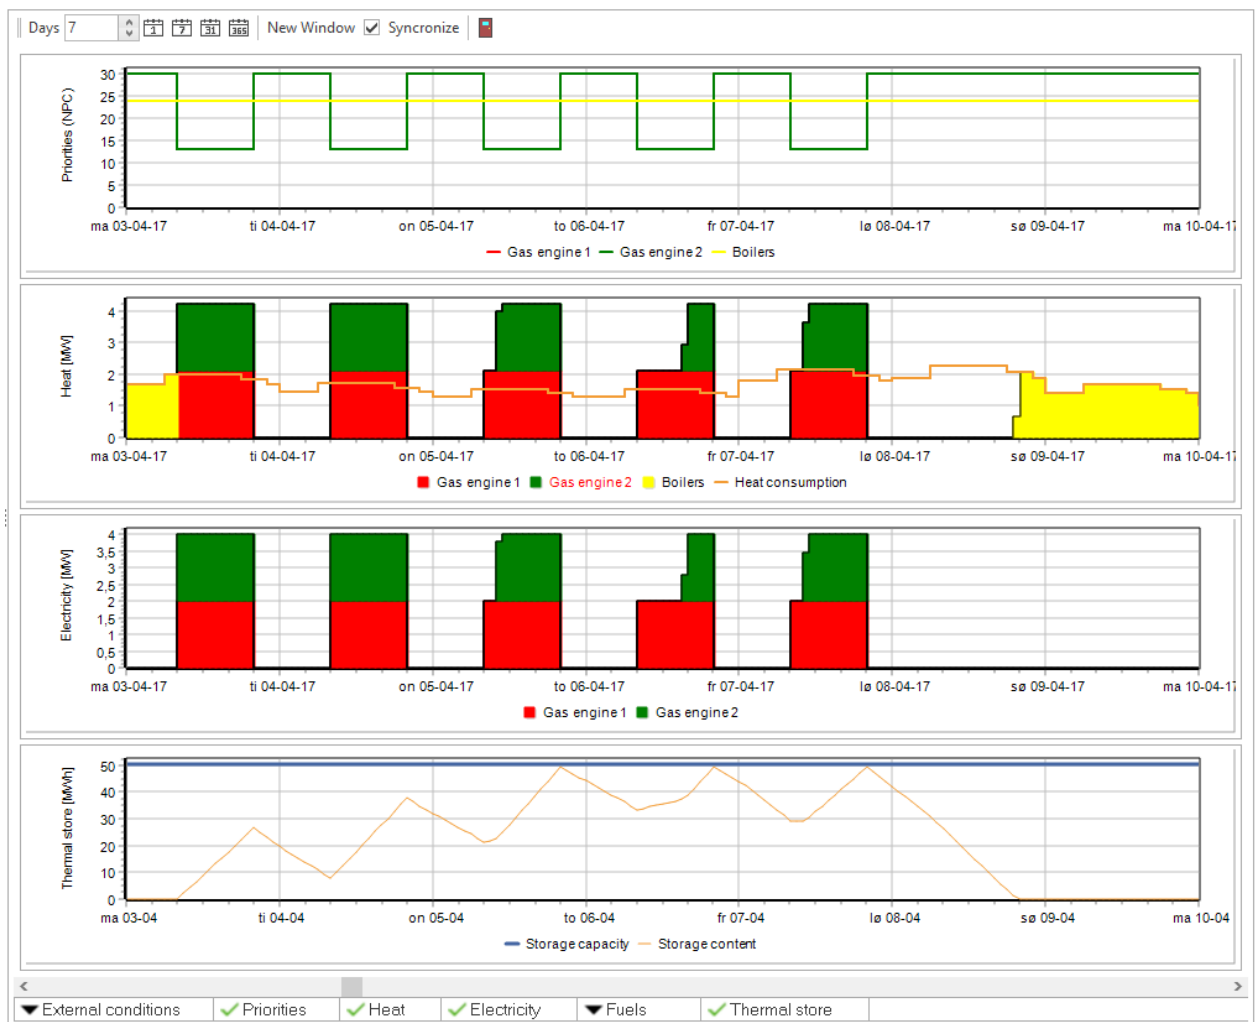 Days 7 1 7 31 365 New Window Syncronize
Priorities (NPC)
30
25
20
15
10
5
0
ma 03-04-17 ti 04-04-17 on 05-04-17 to 06-04-17 fr 07-04-17 lø 08-04-17 sø 09-04-17 ma 10-04-17
Gas engine 1 Gas engine 2 Boilers
Heat [MW]
4
3
2
1
0
ma 03-04-17 ti 04-04-17 on 05-04-17 to 06-04-17 fr 07-04-17 lø 08-04-17 sø 09-04-17 ma 10-04-17
Gas engine 1 Gas engine 2 Boilers Heat consumption
Electricity [MW]
4
3,5
3
2,5
2
1,5
1
0,5
0
ma 03-04-17 ti 04-04-17 on 05-04-17 to 06-04-17 fr 07-04-17 lø 08-04-17 sø 09-04-17 ma 10-04-17
Gas engine 1 Gas engine 2
Thermal store [MWh]
50
40
30
20
10
0
ma 03-04 ti 04-04 on 05-04 to 06-04 fr 07-04 lø 08-04 sø 09-04 ma 10-04
Storage capacity Storage content
External conditions Priorities Heat Electricity Fuels Thermal store